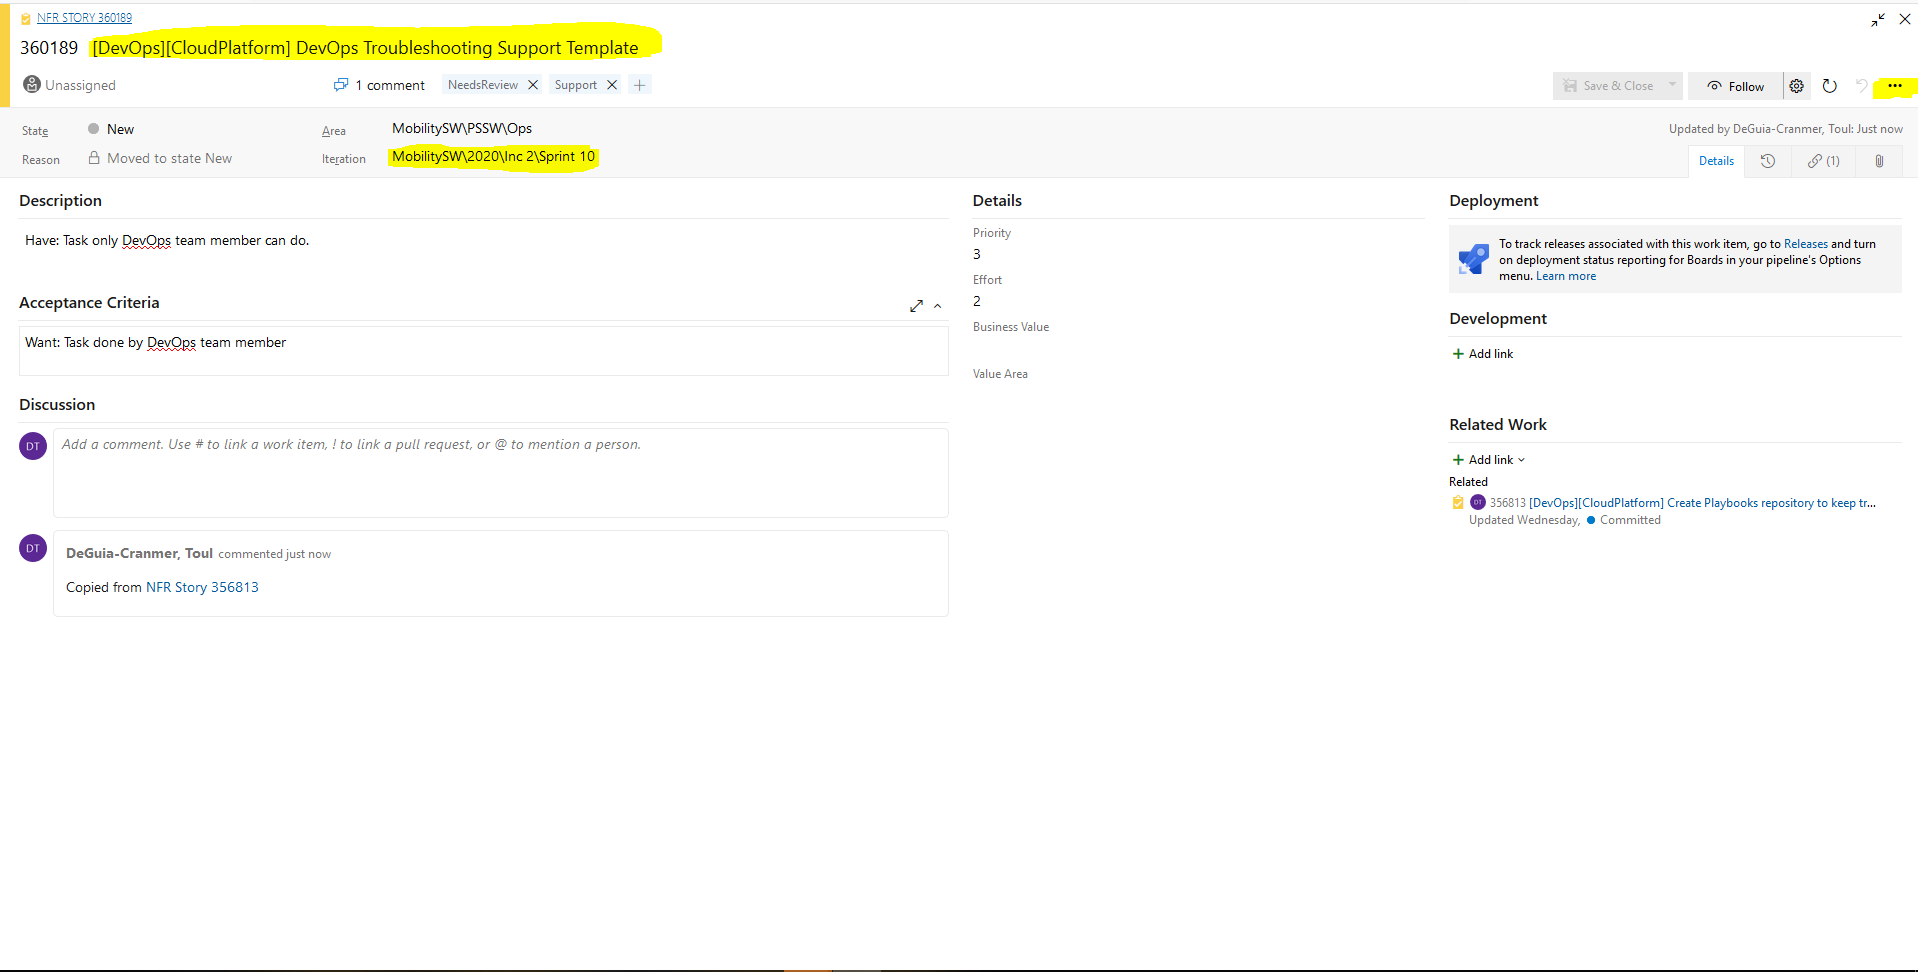 NFR STORY 360189
360189 [DevOps][CloudPlatform] DevOps Troubleshooting Support Template
Unassigned
1 comment
NeedsReview
Support
Save & Close
Follow
State
New
Area
MobilitySW\PSSW\Ops
Updated by DeGuia-Cranmer, Toul: Just now
Reason
Moved to state New
Iteration
MobilitySW\2020\Inc 2\Sprint 10
Details
(1)
Description
Have: Task only DevOps team member can do.
Acceptance Criteria
Want: Task done by DevOps team member
Discussion
DT
Add a comment. Use # to link a work item, ! to link a pull request, or @ to mention a person.
DT
DeGuia-Cranmer, Toul commented just now
Copied from NFR Story 356813
Details
Priority
3
Effort
2
Business Value
Value Area
Deployment
To track releases associated with this work item, go to Releases and turn
on deployment status reporting for Boards in your pipeline's Options
menu. Learn more
Development
+ Add link
Related Work
+ Add link
Related
DT 356813 [DevOps][CloudPlatform] Create Playbooks repository to keep tr...
Updated Wednesday, Committed